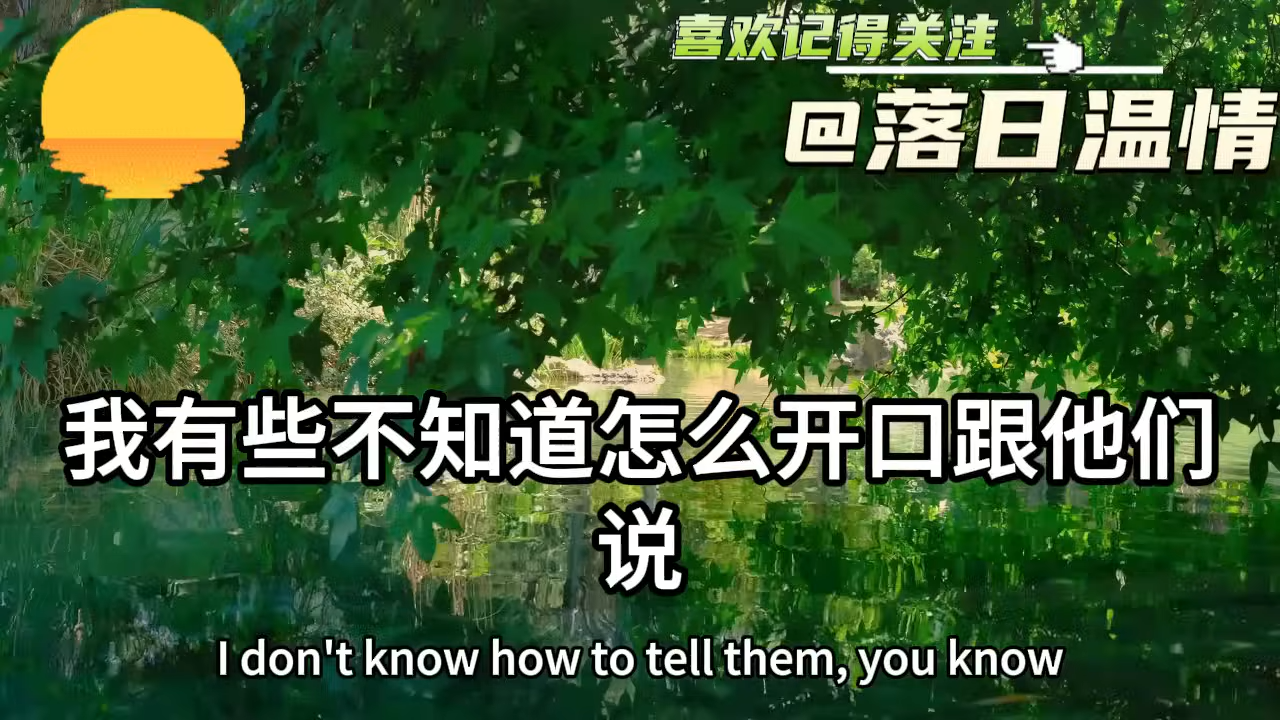 喜欢记得关注
@落日温情
我有些不知道怎么开口跟他们
说
I don't know how to tell them, you know